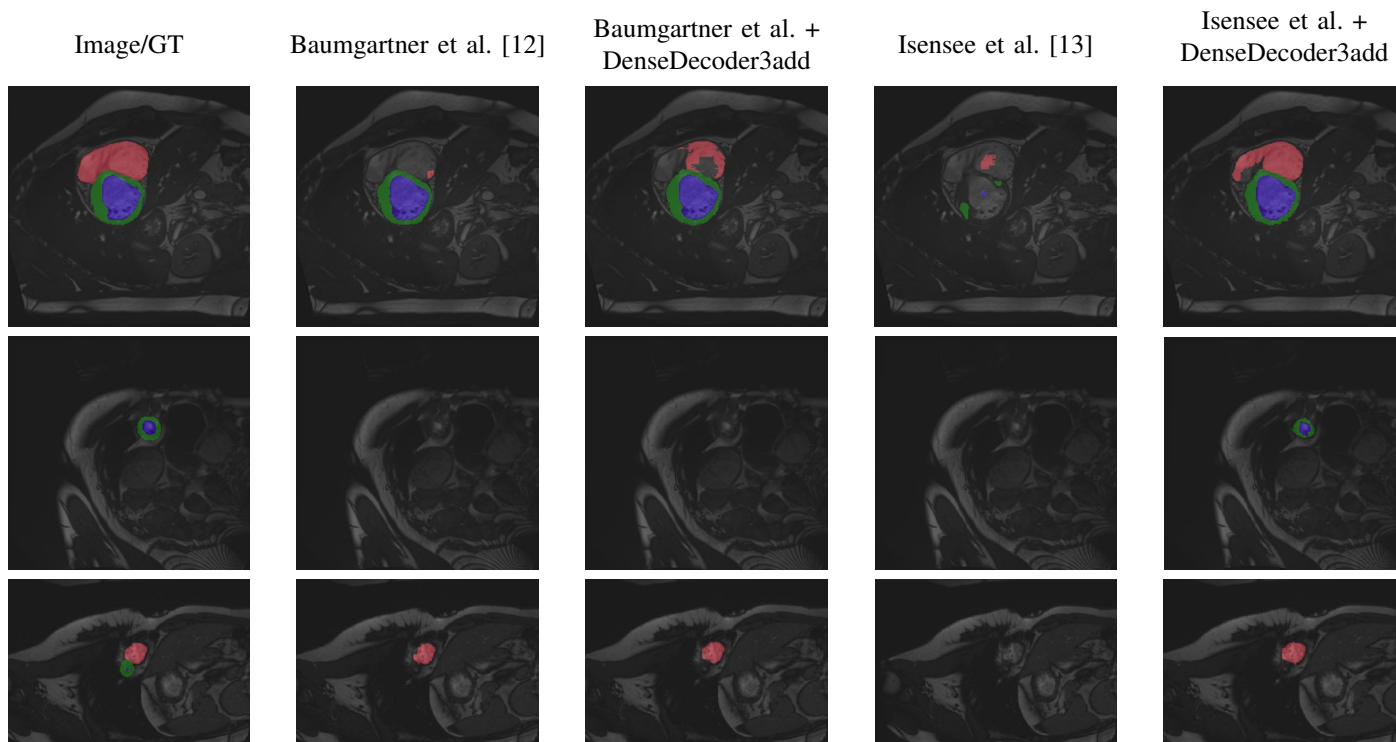 Image/GT
Baumgartner et al. [12]
Baumgartner et al. +
DenseDecoder3add
Isensee et al. [13]
Isensee et al. +
DenseDecoder3add